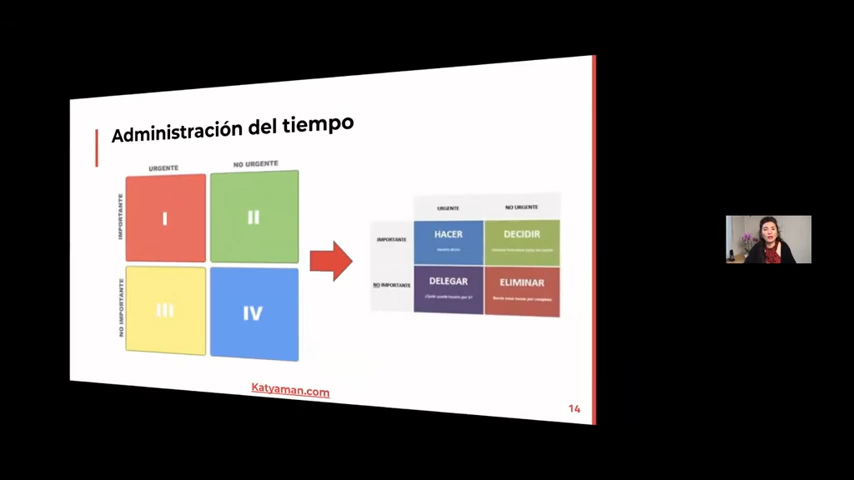 Administración del tiempo
URGENTE
NO URGENTE
IMPORTANTE
I
II
NO IMPORTANTE
III
IV
URGENTE
NO URGENTE
IMPORTANTE
HACER
DECIDIR
NO IMPORTANTE
DELEGAR
ELIMINAR
Katyaman.com
14